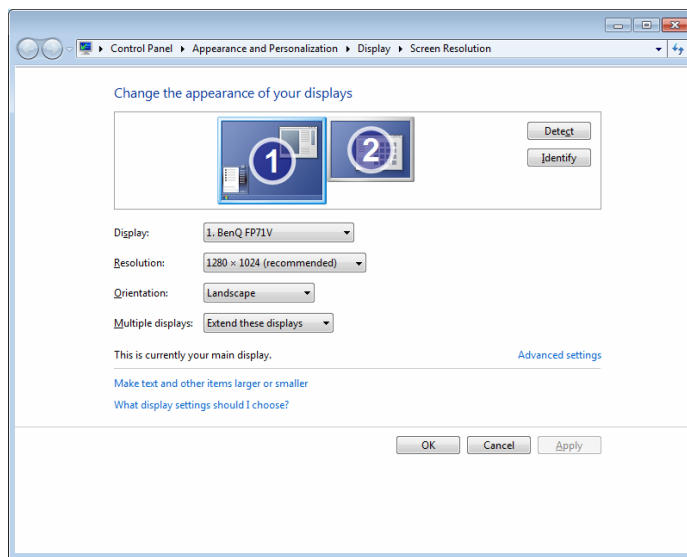 Control Panel Appearance and Personalization Display Screen Resolution
Change the appearance of your displays
1 2
Detect
Identify
Display: 1. BenQ FP71V
Resolution: 1280 × 1024 (recommended)
Orientation: Landscape
Multiple displays: Extend these displays
This is currently your main display. Advanced settings
Make text and other items larger or smaller
What display settings should I choose?
OK Cancel Apply